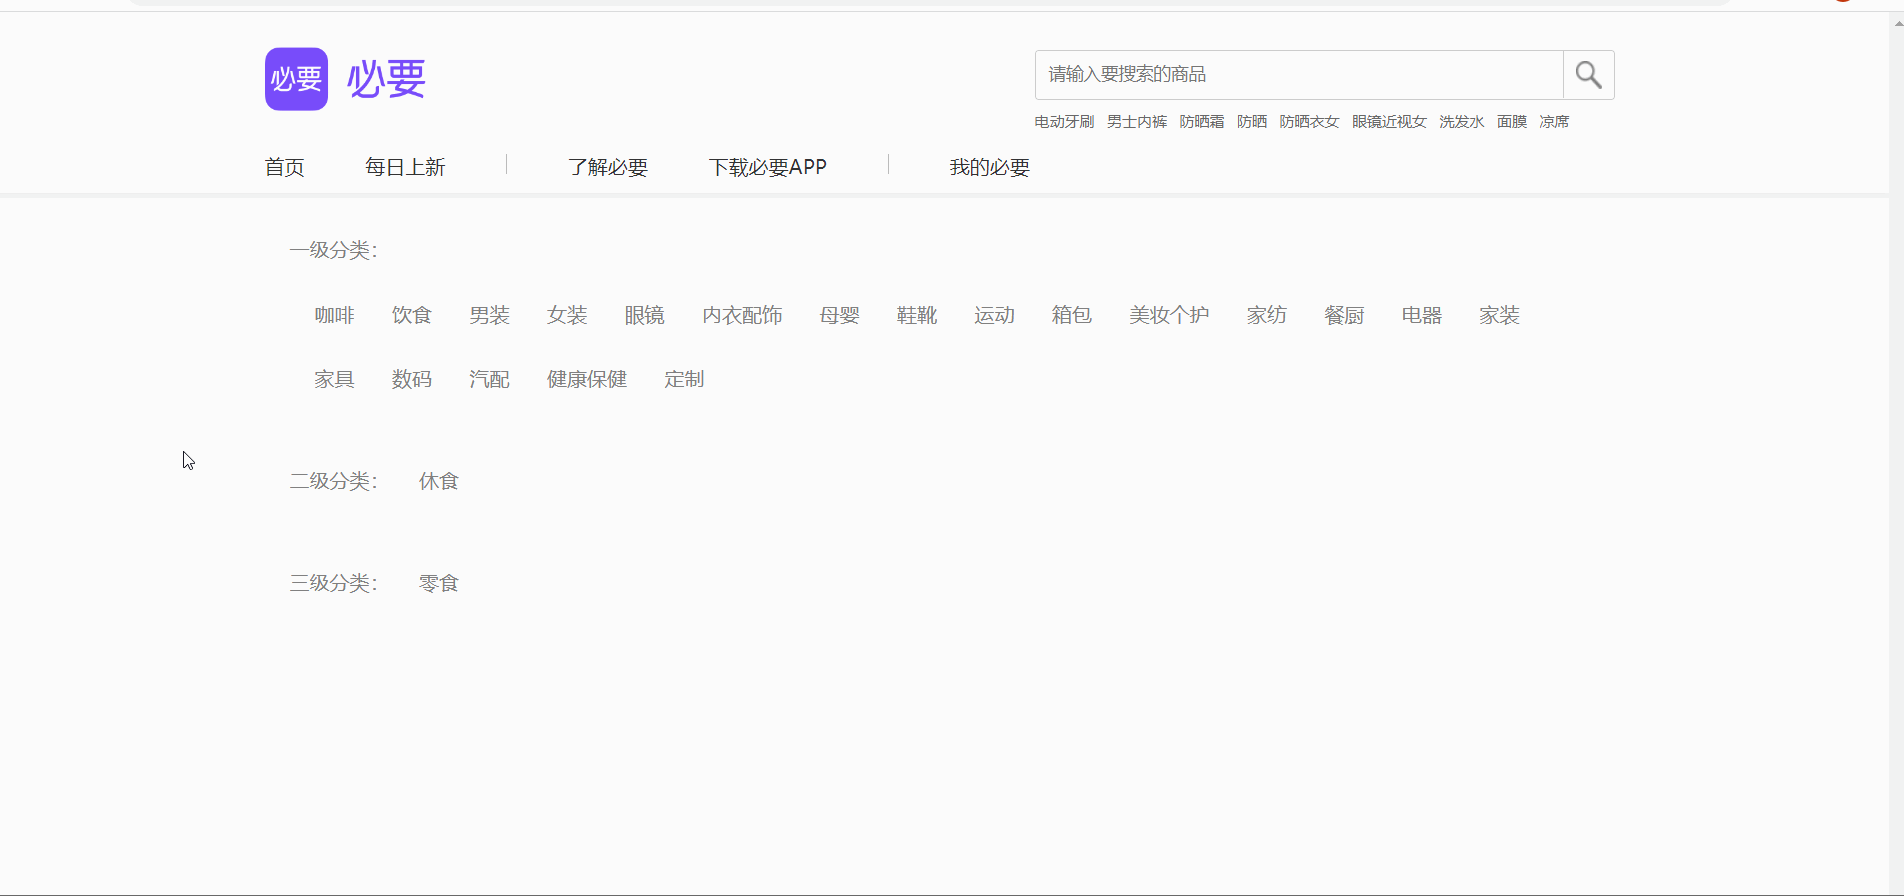 必要 必要
请输入要搜索的商品
电动牙刷 男士内裤 防晒霜 防晒 防晒衣女 眼镜近视女 洗发水 面膜 凉席
首页 每日上新 了解必要 下载必要APP 我的必要
一级分类：
咖啡 饮食 男装 女装 眼镜 内衣配饰 母婴 鞋靴 运动 箱包 美妆个护 家纺 餐厨 电器 家装
家具 数码 汽配 健康保健 定制
二级分类： 休食
三级分类： 零食